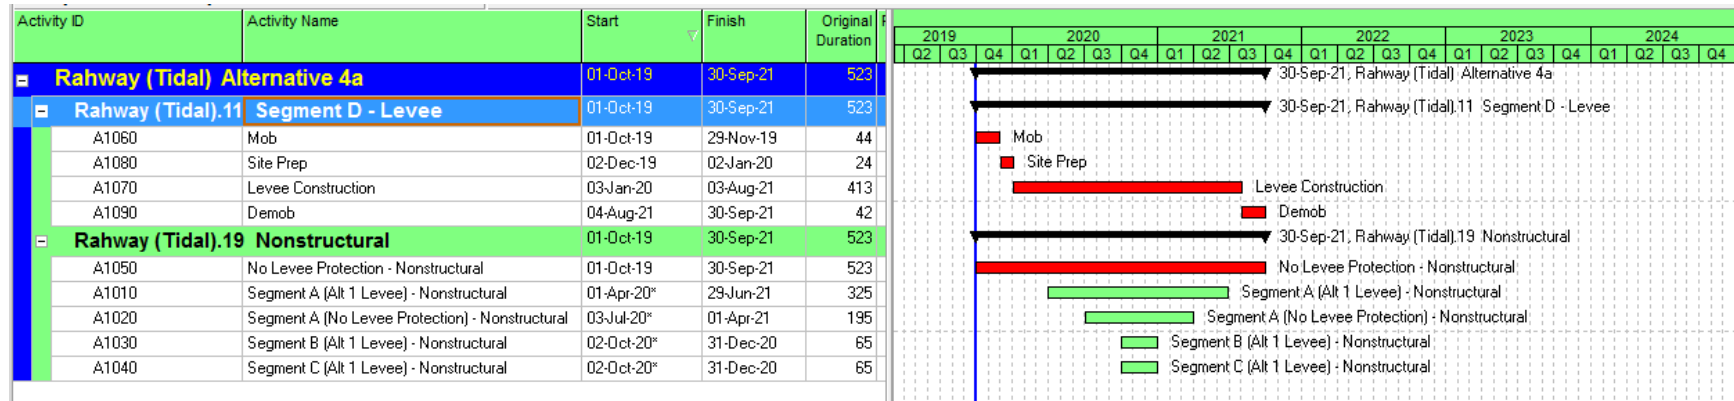 Activity ID Activity Name Start Finish Original Duration
2019 2020 2021 2022 2023 2024
Q2 Q3 Q4 Q1 Q2 Q3 Q4 Q1 Q2 Q3 Q4 Q1 Q2 Q3 Q4 Q1 Q2 Q3 Q4 Q1 Q2 Q3 Q4
Rahway (Tidal) Alternative 4a 01-Oct-19 30-Sep-21 523 30-Sep-21, Rahway (Tidal) Alternative 4a
Rahway (Tidal).11 Segment D - Levee 01-Oct-19 30-Sep-21 523 30-Sep-21, Rahway (Tidal).11 Segment D - Levee
A1060 Mob 01-Oct-19 29-Nov-19 44 Mob
A1080 Site Prep 02-Dec-19 02-Jan-20 24 Site Prep
A1070 Levee Construction 03-Jan-20 03-Aug-21 413 Levee Construction
A1090 Demob 04-Aug-21 30-Sep-21 42 Demob
Rahway (Tidal).19 Nonstructural 01-Oct-19 30-Sep-21 523 30-Sep-21, Rahway (Tidal).19 Nonstructural
A1050 No Levee Protection - Nonstructural 01-Oct-19 30-Sep-21 523 No Levee Protection - Nonstructural
A1010 Segment A (Alt 1 Levee) - Nonstructural 01-Apr-20* 29-Jun-21 325 Segment A (Alt 1 Levee) - Nonstructural
A1020 Segment A (No Levee Protection) - Nonstructural 03-Jul-20* 01-Apr-21 195 Segment A (No Levee Protection) - Nonstructural
A1030 Segment B (Alt 1 Levee) - Nonstructural 02-Oct-20* 31-Dec-20 65 Segment B (Alt 1 Levee) - Nonstructural
A1040 Segment C (Alt 1 Levee) - Nonstructural 02-Oct-20* 31-Dec-20 65 Segment C (Alt 1 Levee) - Nonstructural